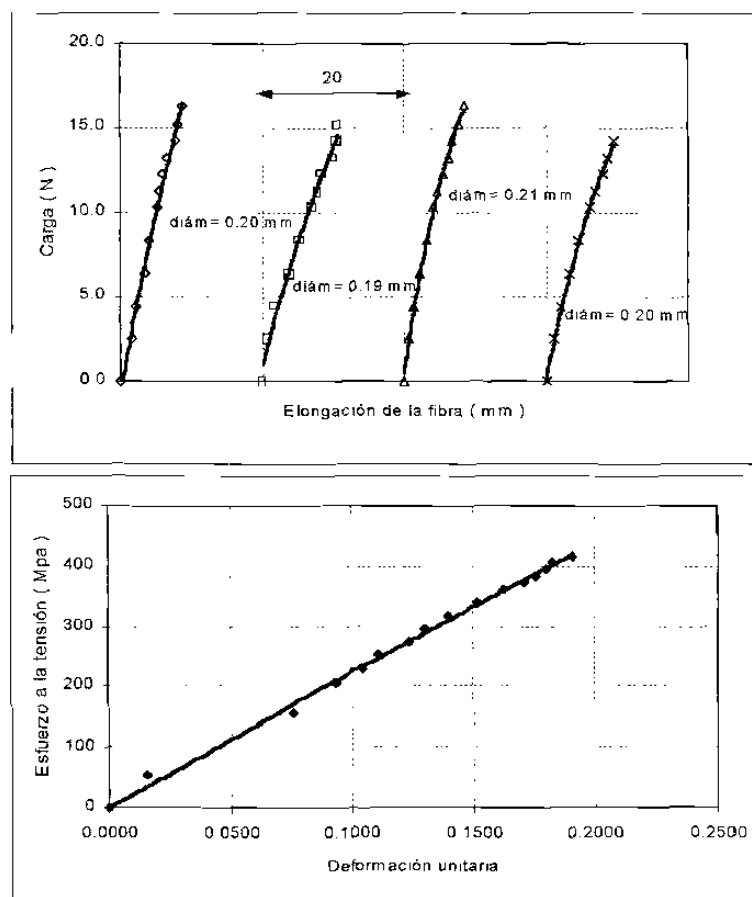 20.0
20
15.0
diám= 0.21 mm
10.0
diám= 0.20 mm
diám= 0.19 mm
5.0
diám= 0 20 mm
0.0
Carga ( N )
Elongación de la fibra ( mm )
500
400
300
200
100
0
0.0000
0.0500
0.1000
0.1500
0.2000
0.2500
Esfuerzo a la tensión ( Mpa )
Deformación unitaria